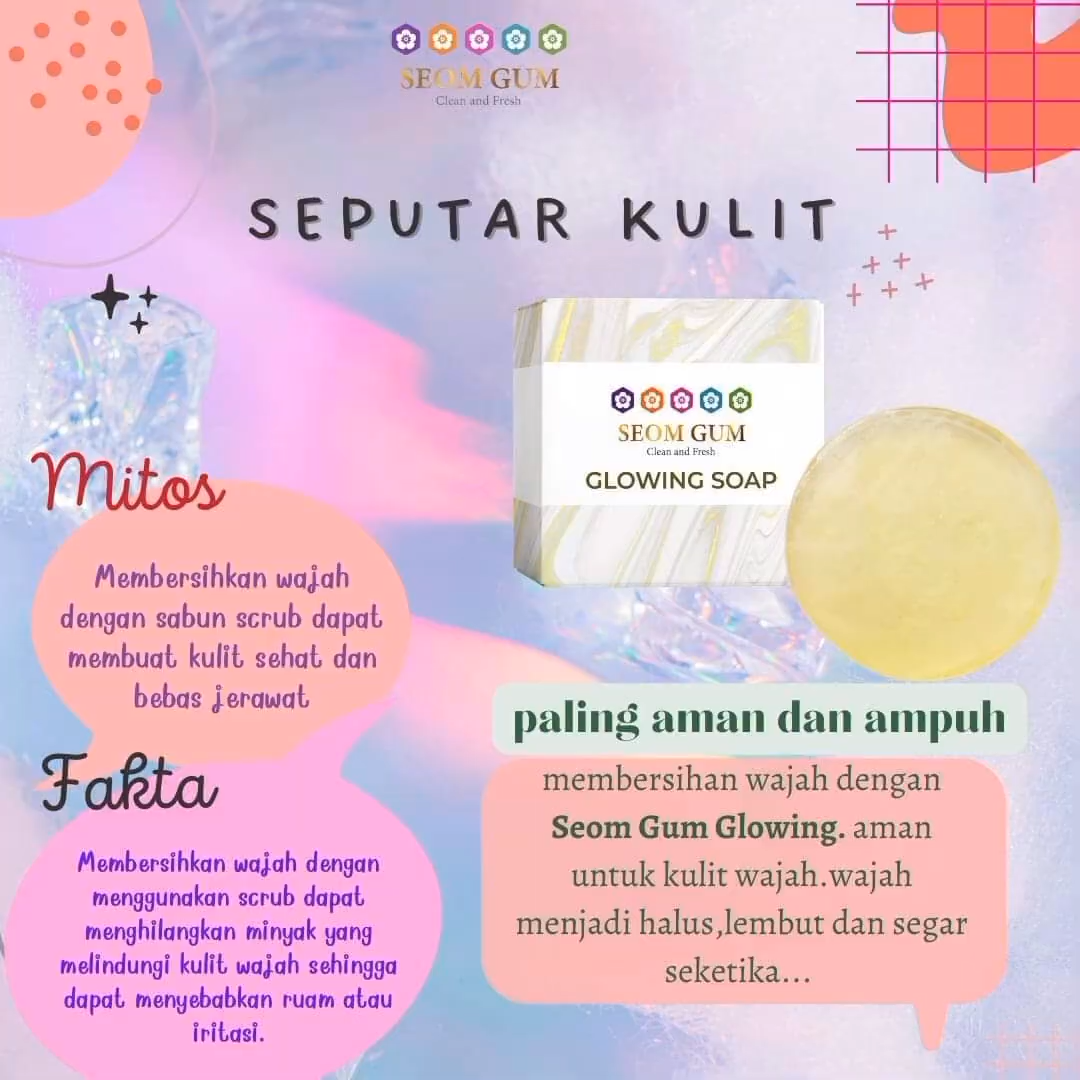 SEOM GUM
Clean and Fresh
SEPUTAR KULIT
SEOM GUM
Clean and Fresh
GLOWING SOAP
Mitos
Membersihkan wajah
dengan sabun scrub dapat
membuat kulit sehat dan
bebas jerawat
Fakta
Membersihkan wajah dengan
menggunakan scrub dapat
menghilangkan minyak yang
melindungi kulit wajah sehingga
dapat menyebabkan ruam atau
iritasi.
paling aman dan ampuh
membersihan wajah dengan
Seom Gum Glowing. aman
untuk kulit wajah.wajah
menjadi halus,lembut dan segar
seketika...